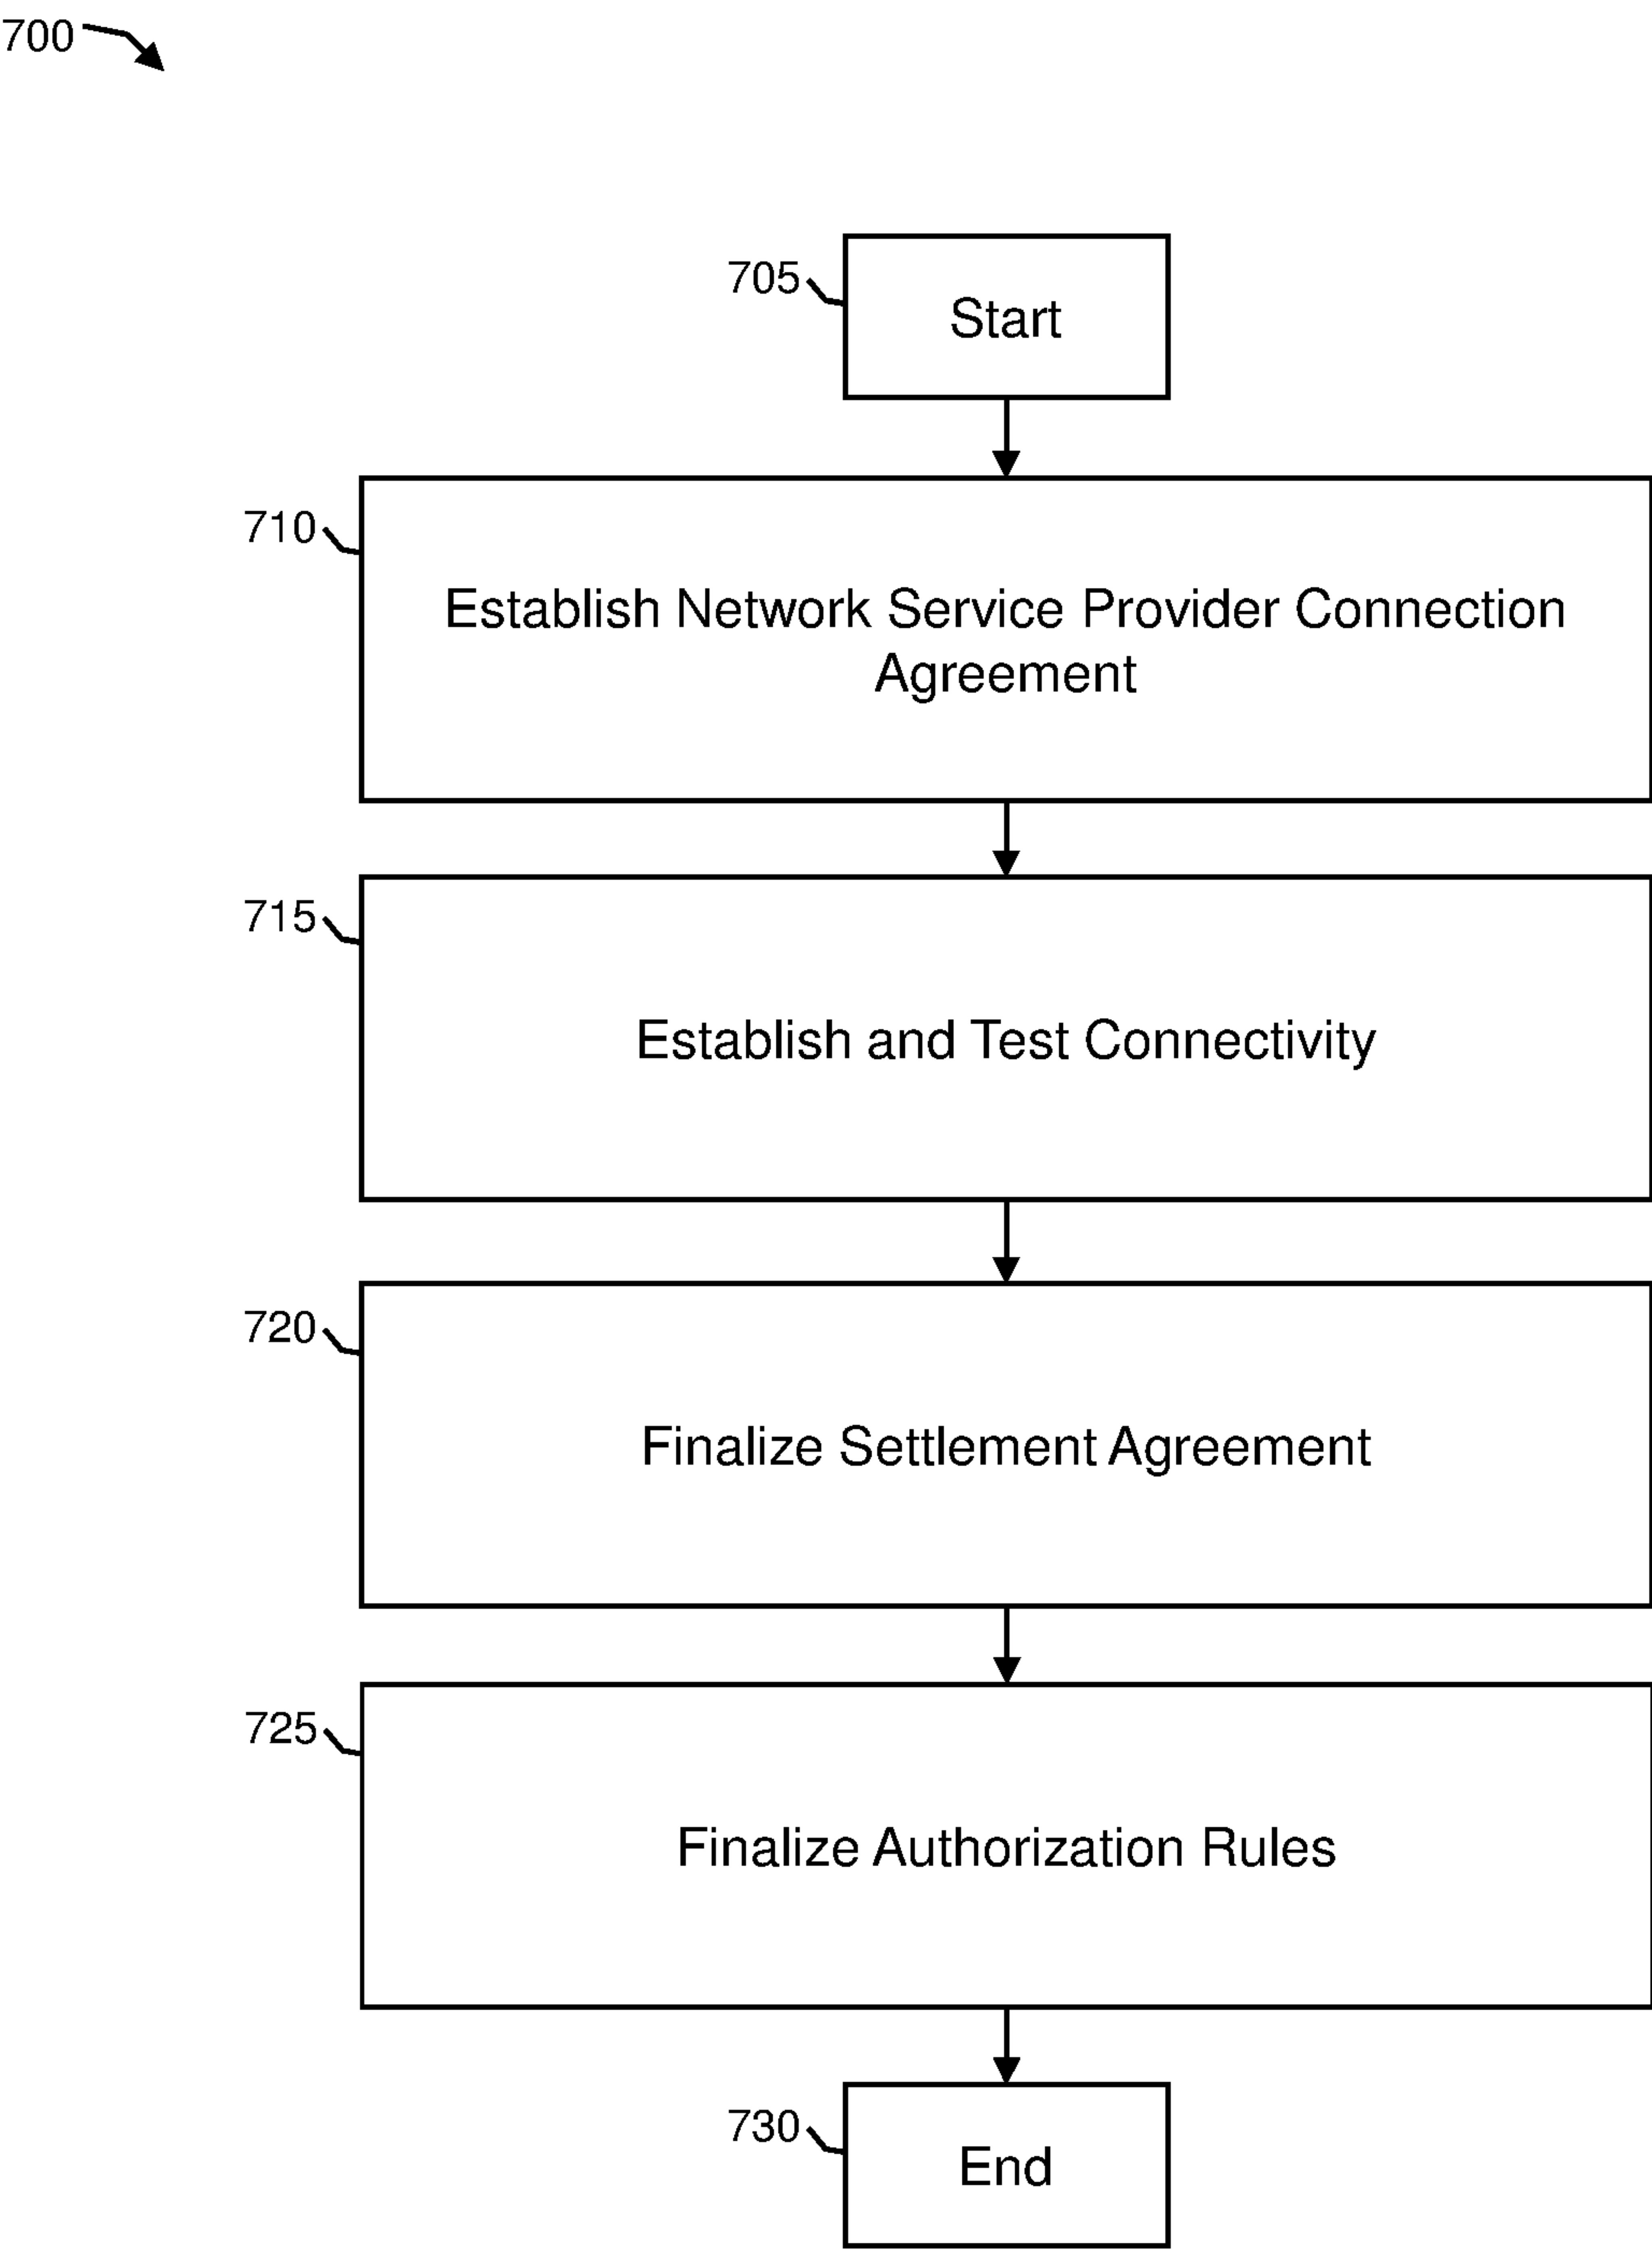 700
705
Start
710
Establish Network Service Provider Connection
Agreement
715
Establish and Test Connectivity
720
Finalize Settlement Agreement
725
Finalize Authorization Rules
730
End